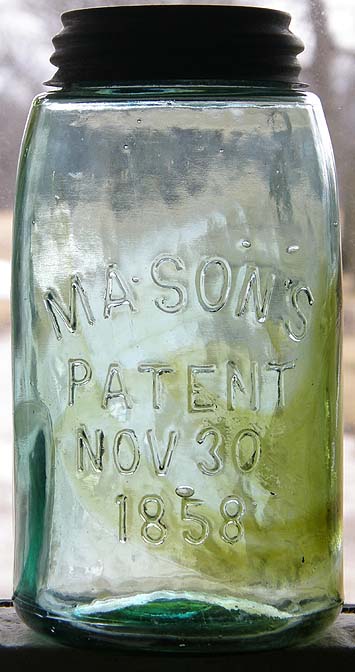 MASON'S
PATENT
NOV 30
1858